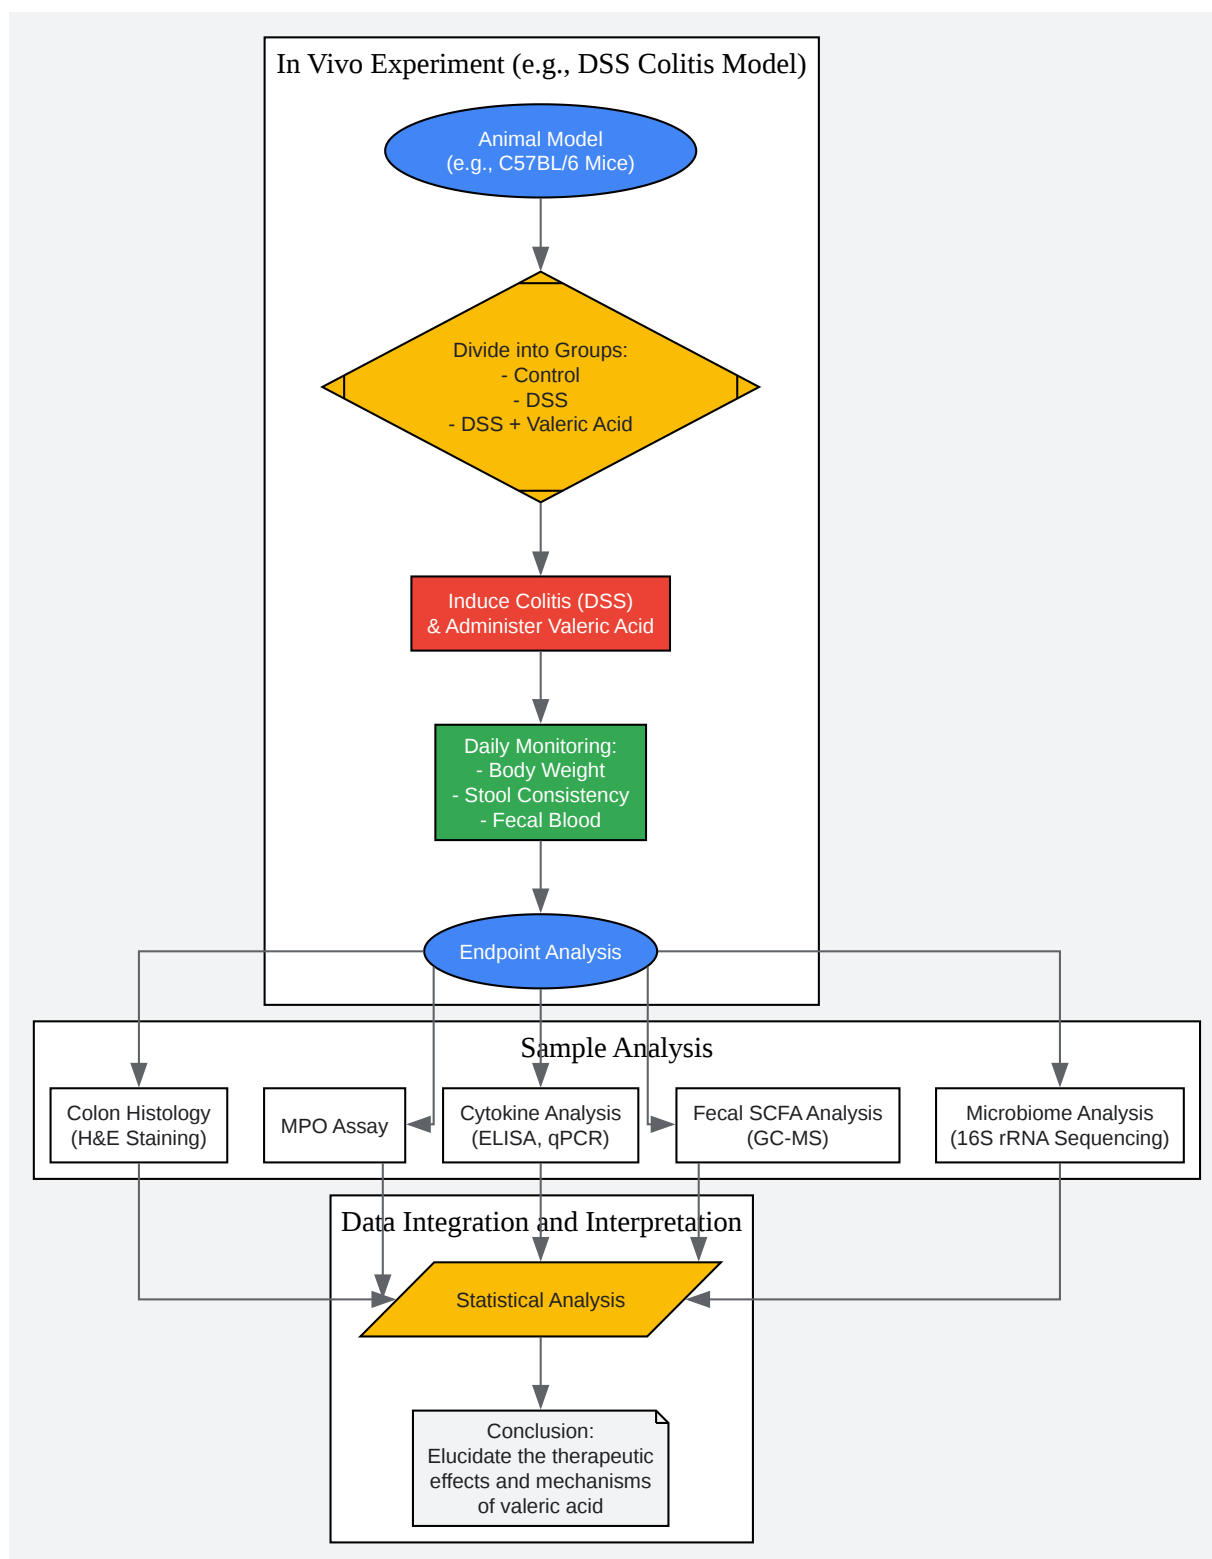 In Vivo Experiment (e.g., DSS Colitis Model)
Animal Model
(e.g., C57BL/6 Mice)
Divide into Groups:
- Control
- DSS
- DSS + Valeric Acid
Induce Colitis (DSS)
& Administer Valeric Acid
Daily Monitoring:
- Body Weight
- Stool Consistency
- Fecal Blood
Endpoint Analysis
Sample Analysis
Colon Histology
(H&E Staining)
MPO Assay
Cytokine Analysis
(ELISA, qPCR)
Fecal SCFA Analysis
(GC-MS)
Microbiome Analysis
(16S rRNA Sequencing)
Data Integration and Interpretation
Statistical Analysis
Conclusion:
Elucidate the therapeutic
effects and mechanisms
of valeric acid